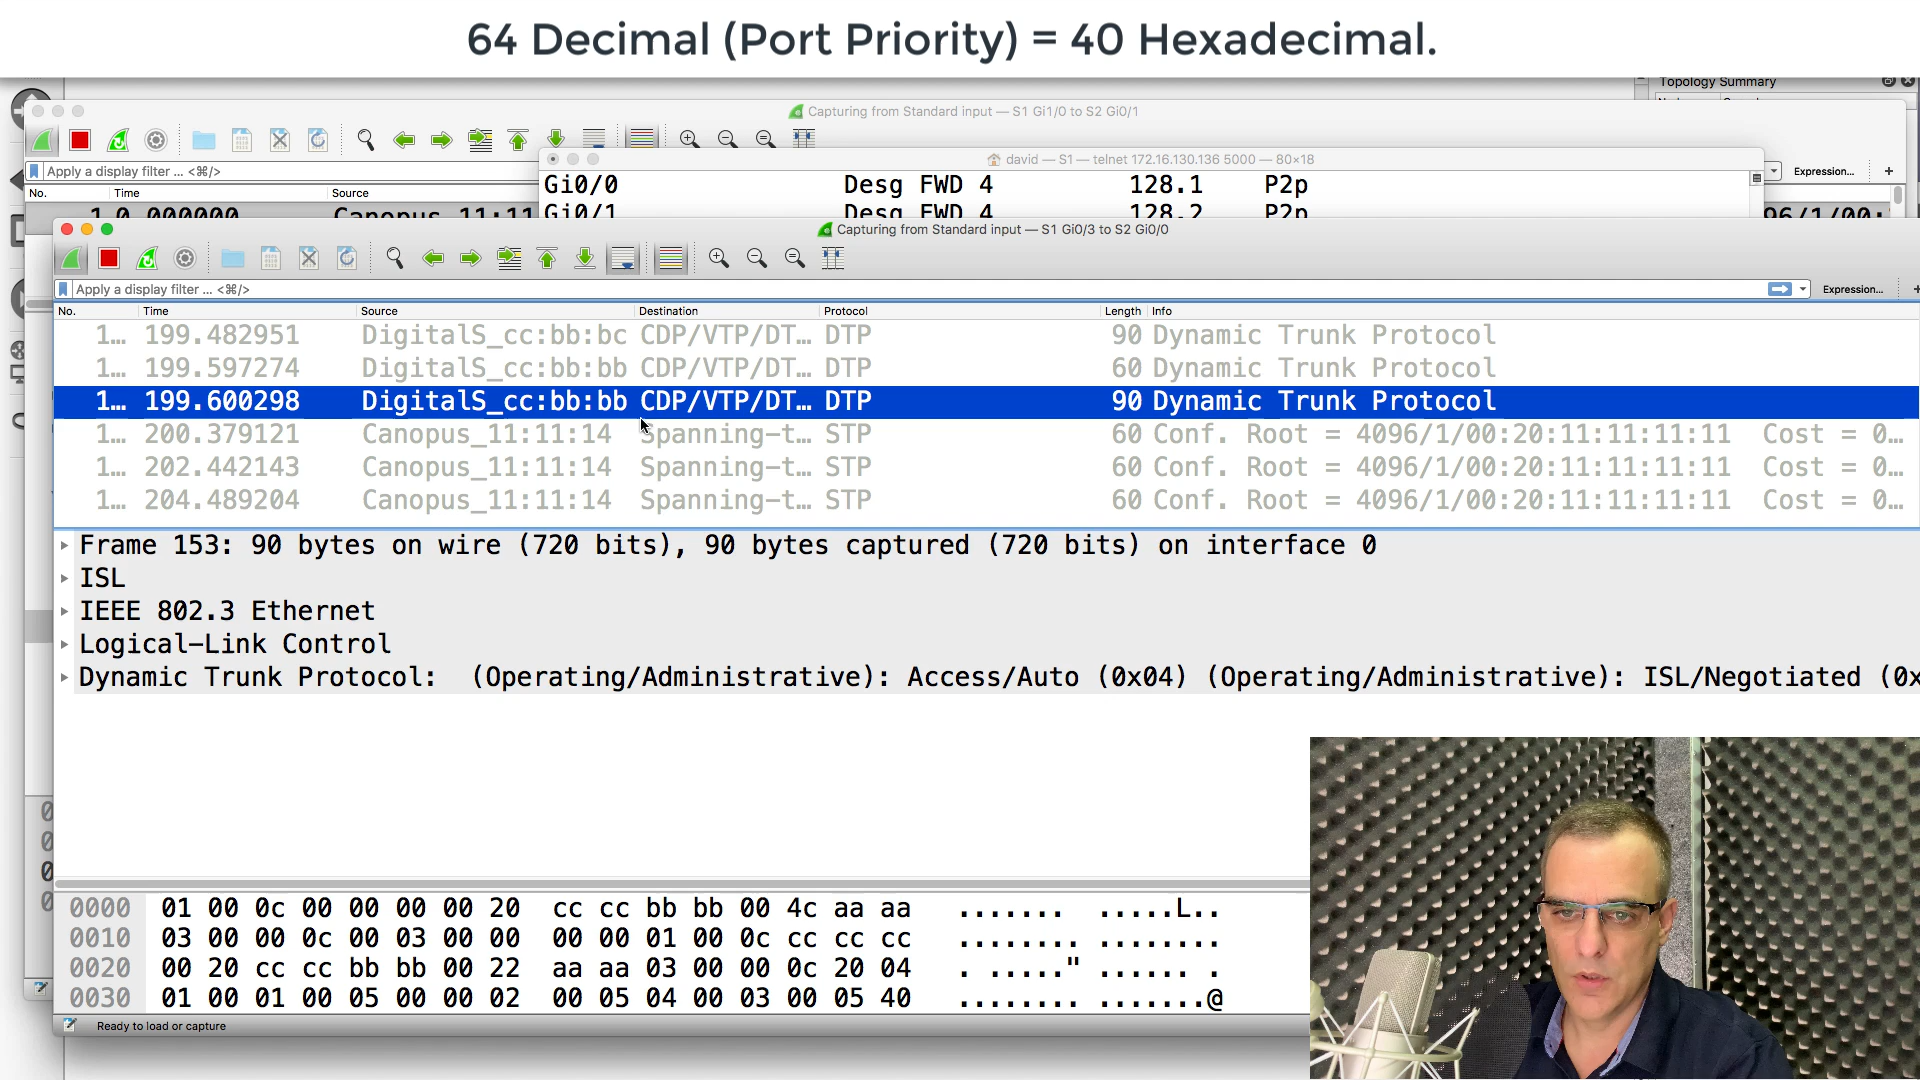 64 Decimal (Port Priority) = 40 Hexadecimal.
Topology Summary
Capturing from Standard input — S1 Gi1/0 to S2 Gi0/1
Apply a display filter ... <⌘/>
Expression... +
No. Time Source
david — S1 — telnet 172.16.130.136 5000 — 80×18
Gi0/0 Desg FWD 4 128.1 P2p
Gi0/1 Desg FWD 4 128.2 P2p
1 0.000000 Canopus_11:11
96/1/00:
Capturing from Standard input — S1 Gi0/3 to S2 Gi0/0
Apply a display filter ... <⌘/>
Expression... +
No. Time Source Destination Protocol Length Info
1… 199.482951 DigitalS_cc:bb:bc CDP/VTP/DT… DTP 90 Dynamic Trunk Protocol
1… 199.597274 DigitalS_cc:bb:bb CDP/VTP/DT… DTP 60 Dynamic Trunk Protocol
1… 199.600298 DigitalS_cc:bb:bb CDP/VTP/DT… DTP 90 Dynamic Trunk Protocol
1… 200.379121 Canopus_11:11:14 Spanning-t… STP 60 Conf. Root = 4096/1/00:20:11:11:11:11 Cost = 0…
1… 202.442143 Canopus_11:11:14 Spanning-t… STP 60 Conf. Root = 4096/1/00:20:11:11:11:11 Cost = 0…
1… 204.489204 Canopus_11:11:14 Spanning-t… STP 60 Conf. Root = 4096/1/00:20:11:11:11:11 Cost = 0…
Frame 153: 90 bytes on wire (720 bits), 90 bytes captured (720 bits) on interface 0
ISL
IEEE 802.3 Ethernet
Logical-Link Control
Dynamic Trunk Protocol: (Operating/Administrative): Access/Auto (0x04) (Operating/Administrative): ISL/Negotiated (0x
0000 01 00 0c 00 00 00 00 20 cc cc bb bb 00 4c aa aa ....... .....L..
0010 03 00 00 0c 00 03 00 00 00 00 01 00 0c cc cc cc ........ ........
0020 00 20 cc cc bb bb 00 22 aa aa 03 00 00 0c 20 04 . ....." ...... .
0030 01 00 01 00 05 00 00 02 00 05 04 00 03 00 05 40 ........ .......@
Ready to load or capture